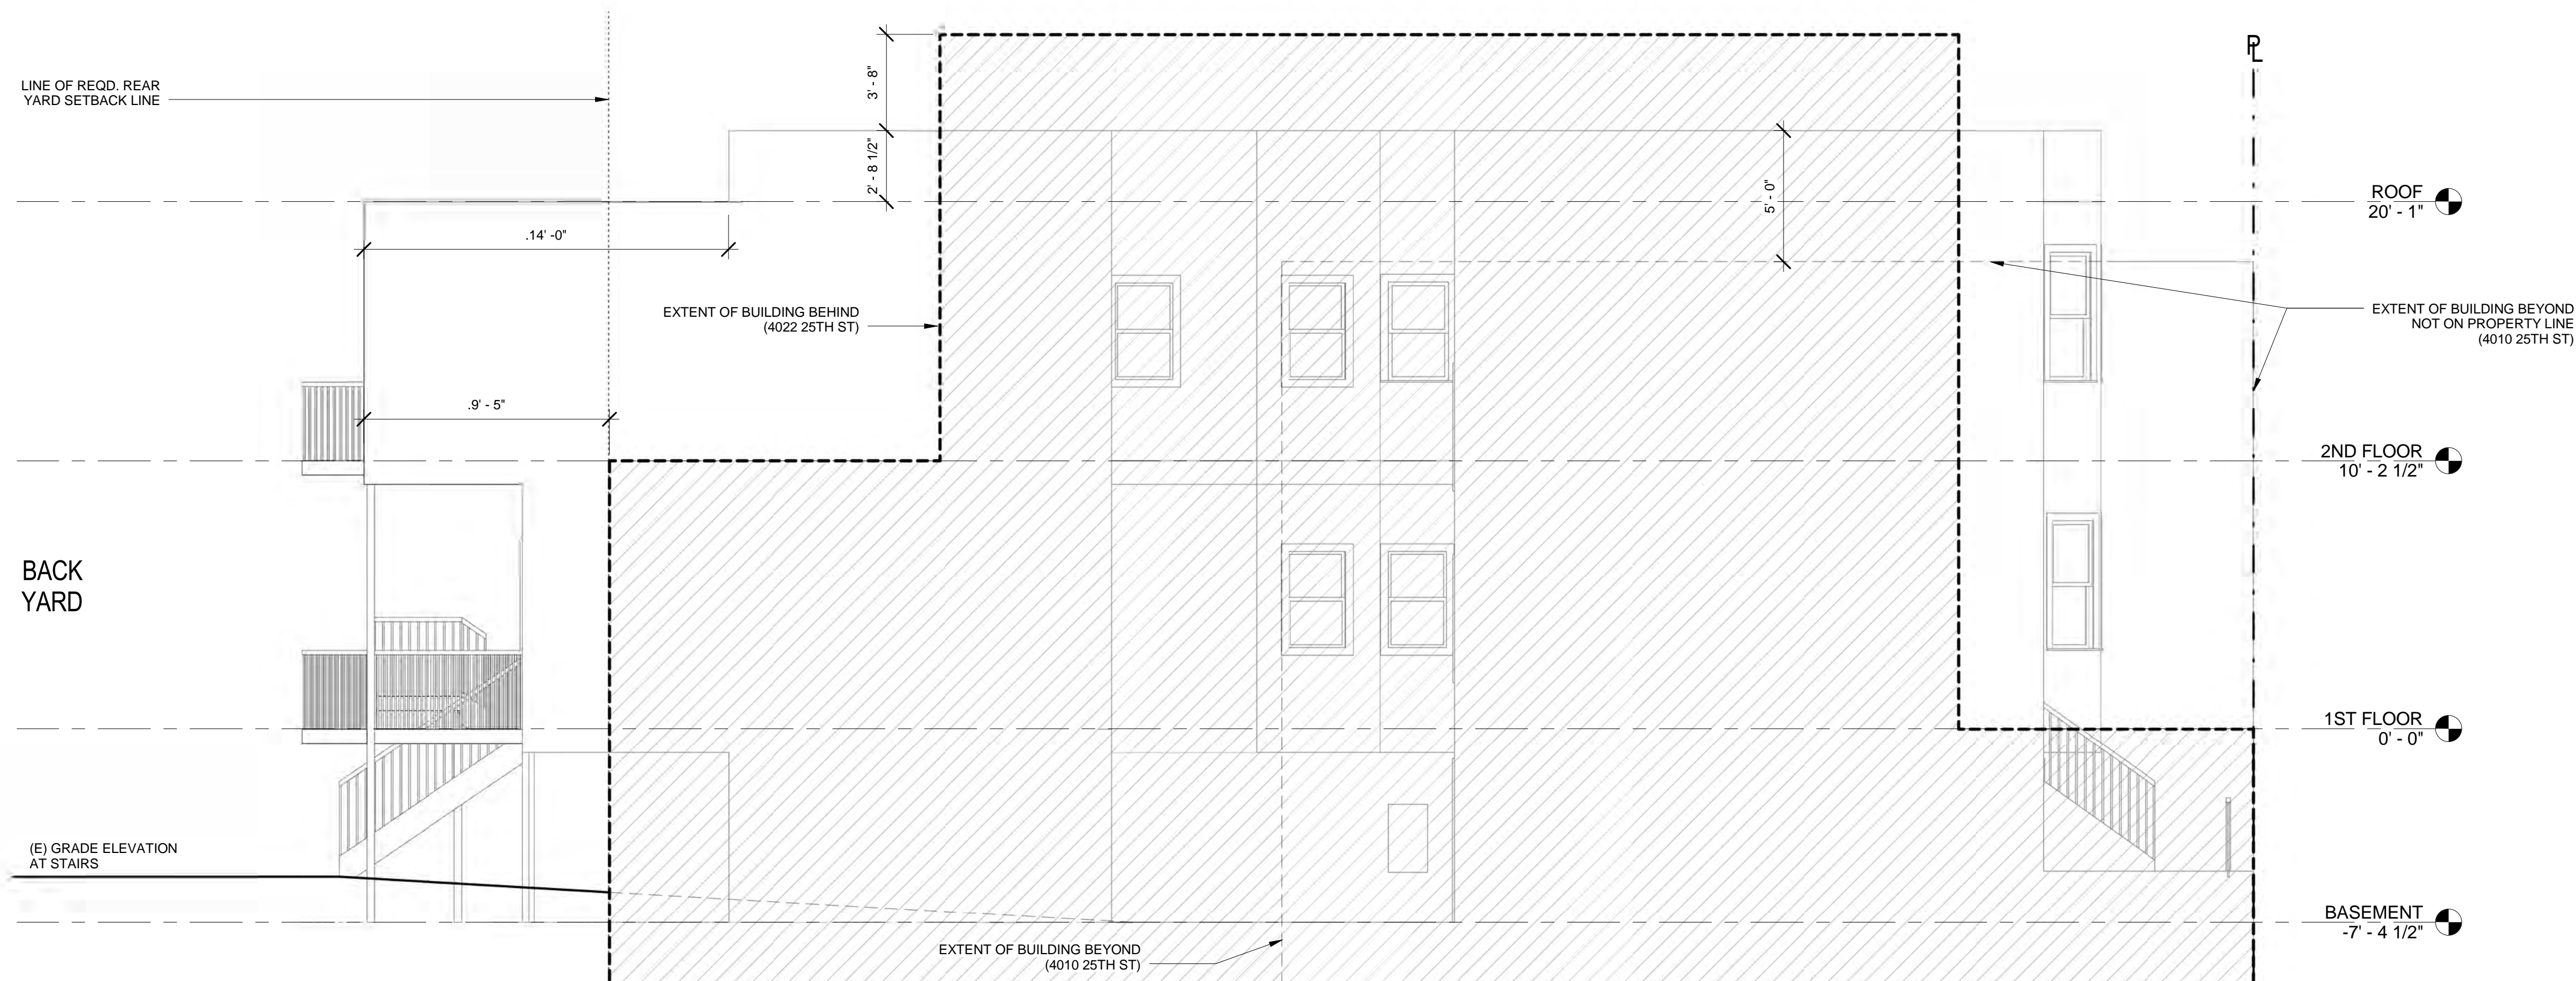 LINE OF REQD. REAR
YARD SETBACK LINE
3' - 8"
2' - 8 1/2"
.14' -0"
.9' - 5"
5' - 0"
PL
ROOF
20' - 1"
EXTENT OF BUILDING BEHIND
(4022 25TH ST)
EXTENT OF BUILDING BEYOND
NOT ON PROPERTY LINE
(4010 25TH ST)
2ND FLOOR
10' - 2 1/2"
BACK
YARD
1ST FLOOR
0' - 0"
(E) GRADE ELEVATION
AT STAIRS
BASEMENT
-7' - 4 1/2"
EXTENT OF BUILDING BEYOND
(4010 25TH ST)